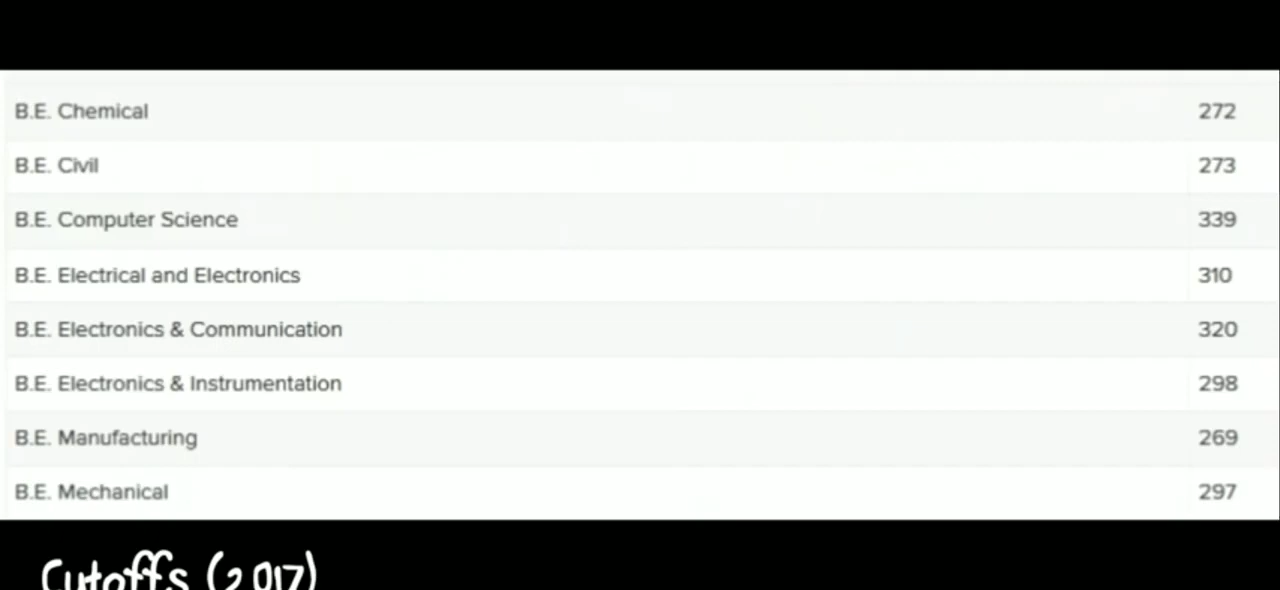 B.E. Chemical 272
B.E. Civil 273
B.E. Computer Science 339
B.E. Electrical and Electronics 310
B.E. Electronics & Communication 320
B.E. Electronics & Instrumentation 298
B.E. Manufacturing 269
B.E. Mechanical 297
Cutoffs (2017)